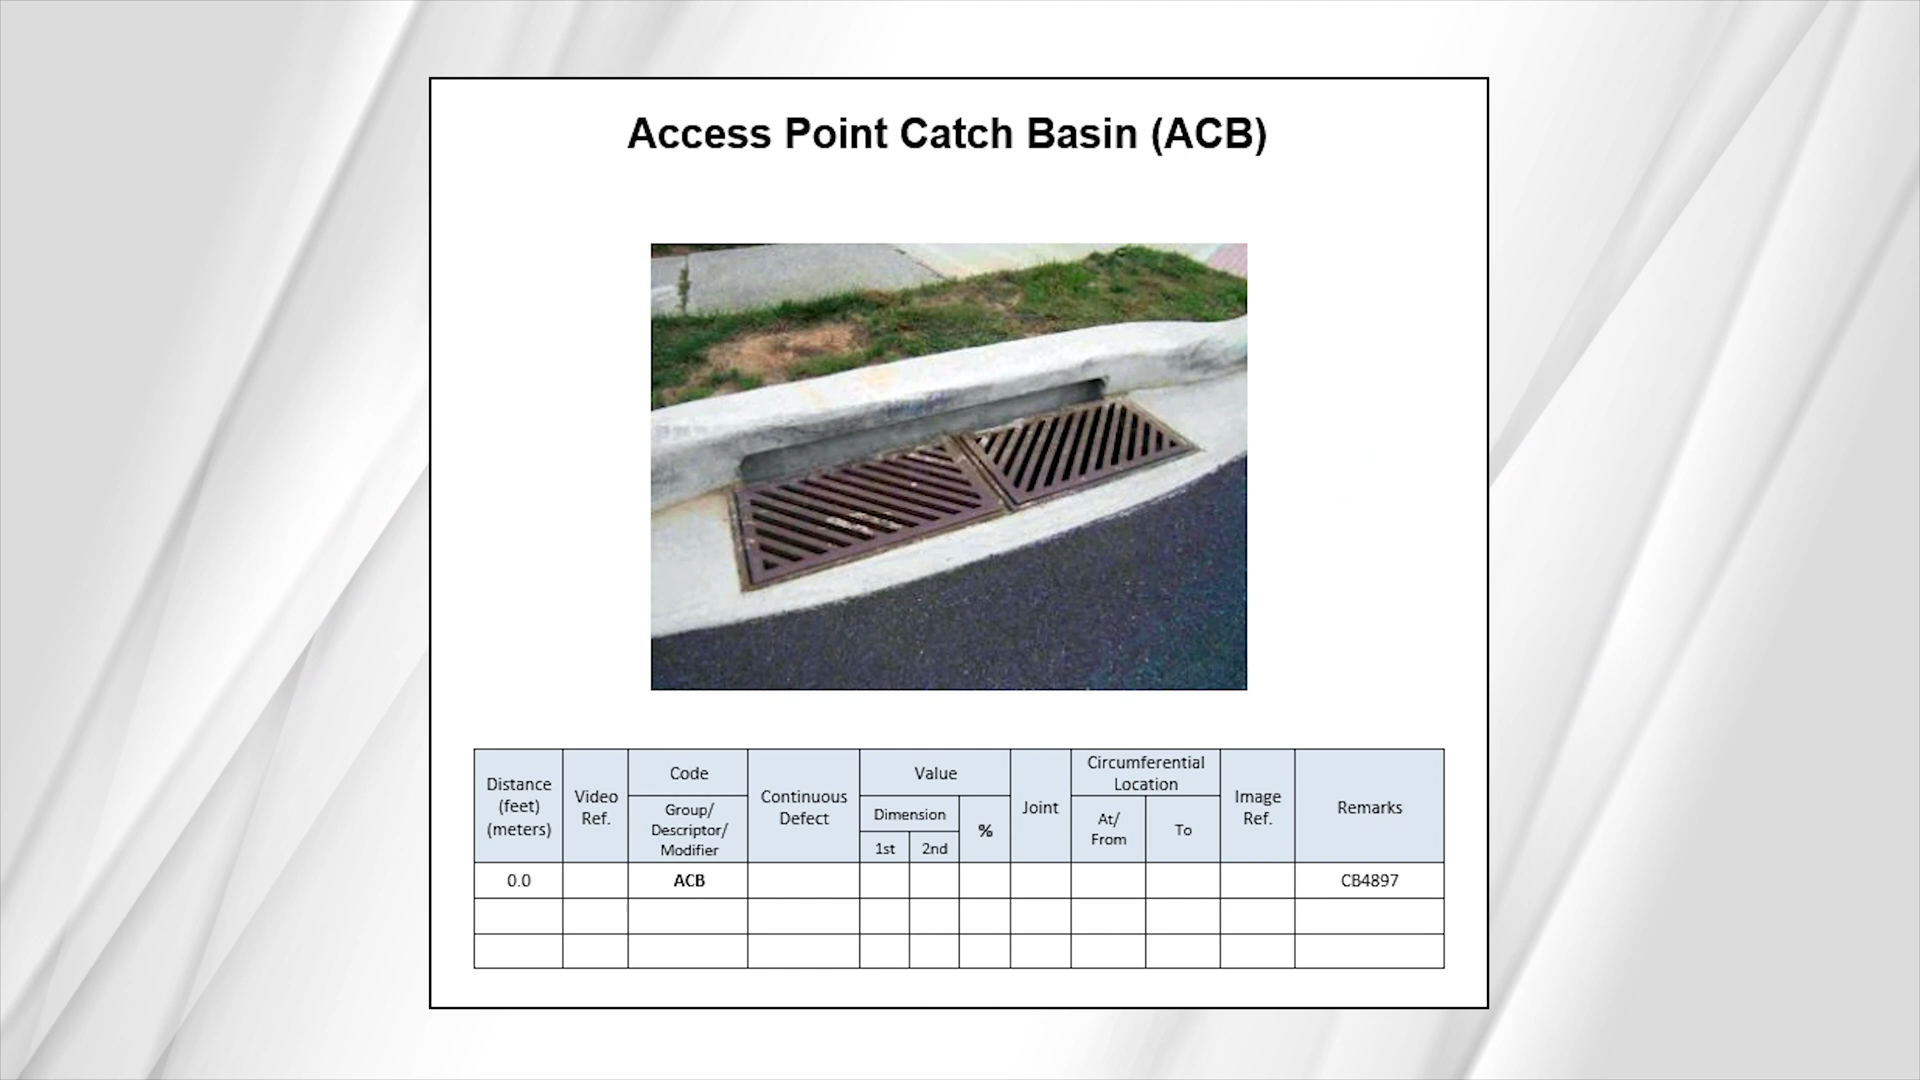 Access Point Catch Basin (ACB)
Distance
(feet)
(meters)
Video
Ref.
Code
Group/
Descriptor/
Modifier
Continuous
Defect
Value
Dimension
1st
2nd
%
Joint
Circumferential
Location
At/
From
To
Image
Ref.
Remarks
0.0
ACB
CB4897